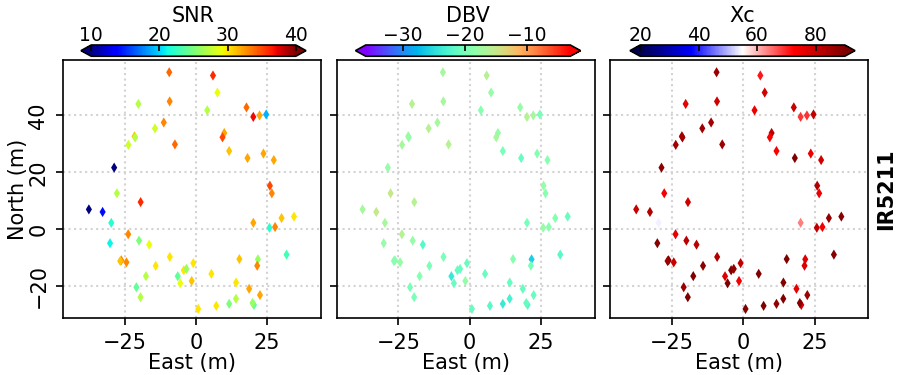 SNR DBV Xc
10 20 30 40 −30 −20 −10 20 40 60 80
North (m)
40
20
0
−20
−25 0 25 −25 0 25 −25 0 25
East (m) East (m) East (m)
IR5211